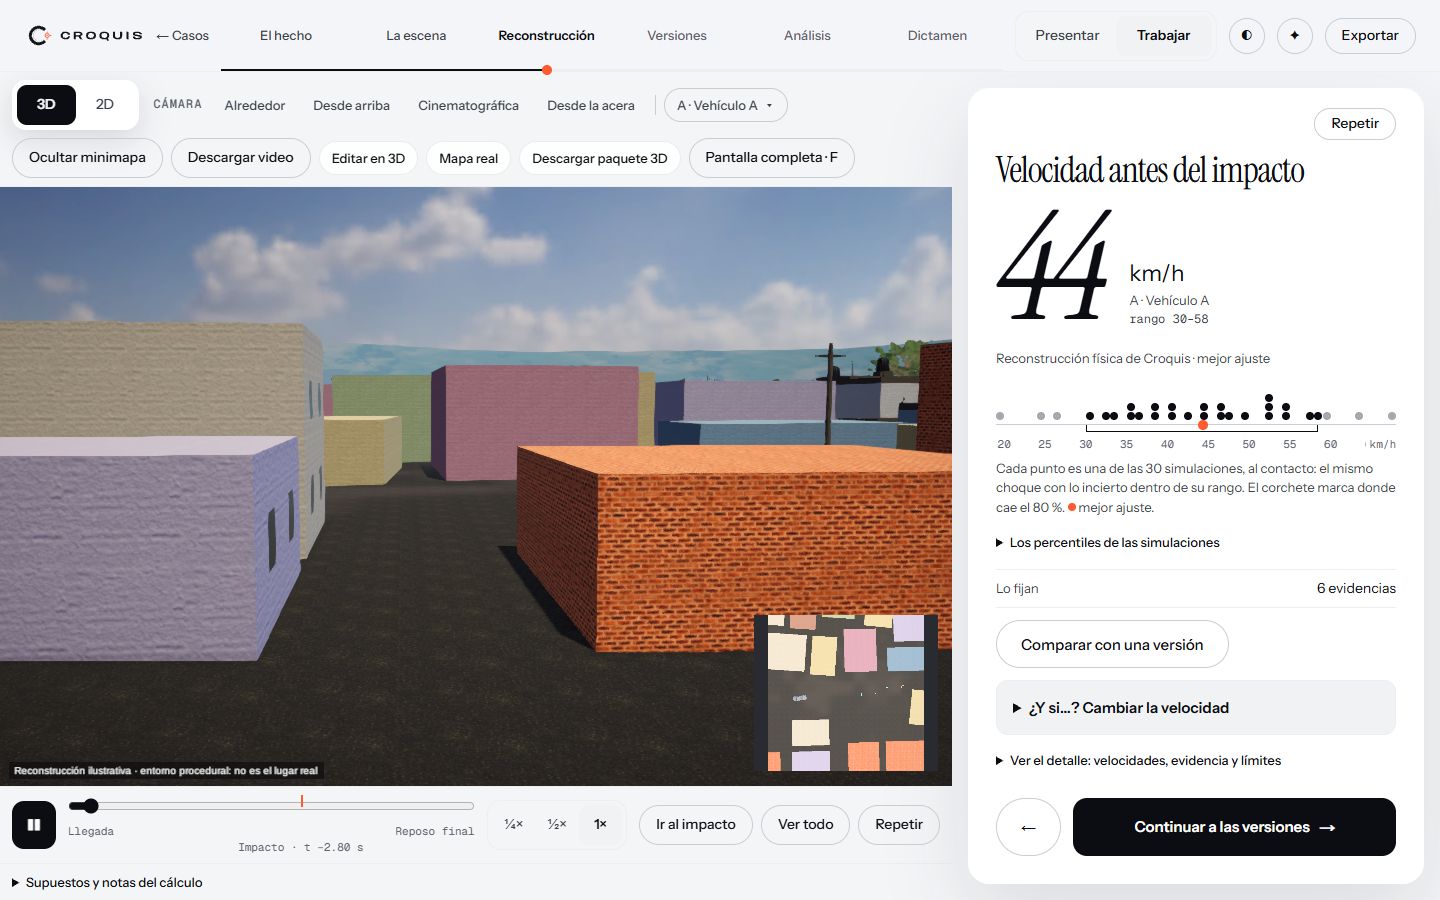 CROQUIS
← Casos
El hecho
La escena
Reconstrucción
Versiones
Análisis
Dictamen
Presentar
Trabajar
Exportar
3D
2D
CÁMARA
Alrededor
Desde arriba
Cinematográfica
Desde la acera
A · Vehículo A
Ocultar minimapa
Descargar video
Editar en 3D
Mapa real
Descargar paquete 3D
Pantalla completa · F
Reconstrucción ilustrativa - entorno procedural: no es el lugar real
Llegada
Reposo final
Impacto · t −2.80 s
¼×
½×
1×
Ir al impacto
Ver todo
Repetir
Supuestos y notas del cálculo
Repetir
Velocidad antes del impacto
44
km/h
A · Vehículo A
rango 30–58
Reconstrucción física de Croquis · mejor ajuste
20 25 30 35 40 45 50 55 60 km/h
Cada punto es una de las 30 simulaciones, al contacto: el mismo
choque con lo incierto dentro de su rango. El corchete marca donde
cae el 80 %. mejor ajuste.
Los percentiles de las simulaciones
Lo fijan
6 evidencias
Comparar con una versión
¿Y si…? Cambiar la velocidad
Ver el detalle: velocidades, evidencia y límites
←
Continuar a las versiones →